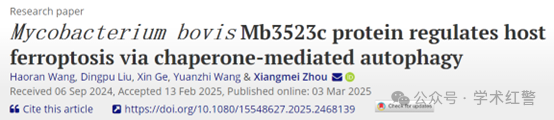 Mycobacterium bovis Mb3523c protein regulates host
ferroptosis via chaperone-mediated autophagy
Haoran Wang, Dingpu Liu, Xin Ge, Yuanzhi Wang & Xiangmei Zhou
Received 06 Sep 2024, Accepted 13 Feb 2025, Published online: 03 Mar 2025
Cite this article https://doi.org/10.1080/15548627.2025.2468139 Check for updates
公众号 · 学术红警